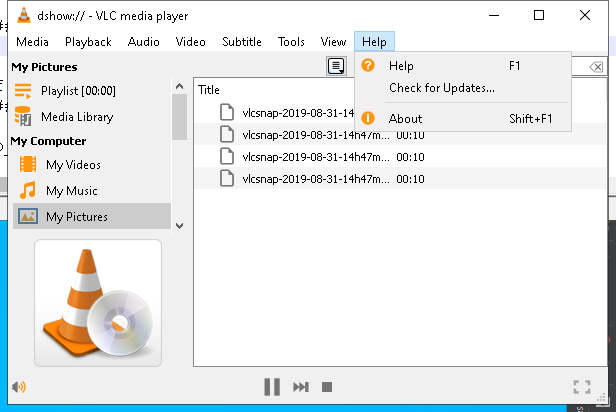 dshow:// - VLC media player
Media Playback Audio Video Subtitle Tools View Help
My Pictures
Playlist [00:00]
Media Library
My Computer
My Videos
My Music
My Pictures
Help F1
Check for Updates...
About Shift+F1
Title
vlcsnap-2019-08-31-14h47m...
vlcsnap-2019-08-31-14h47m... 00:10
vlcsnap-2019-08-31-14h47m... 00:10
vlcsnap-2019-08-31-14h47m... 00:10